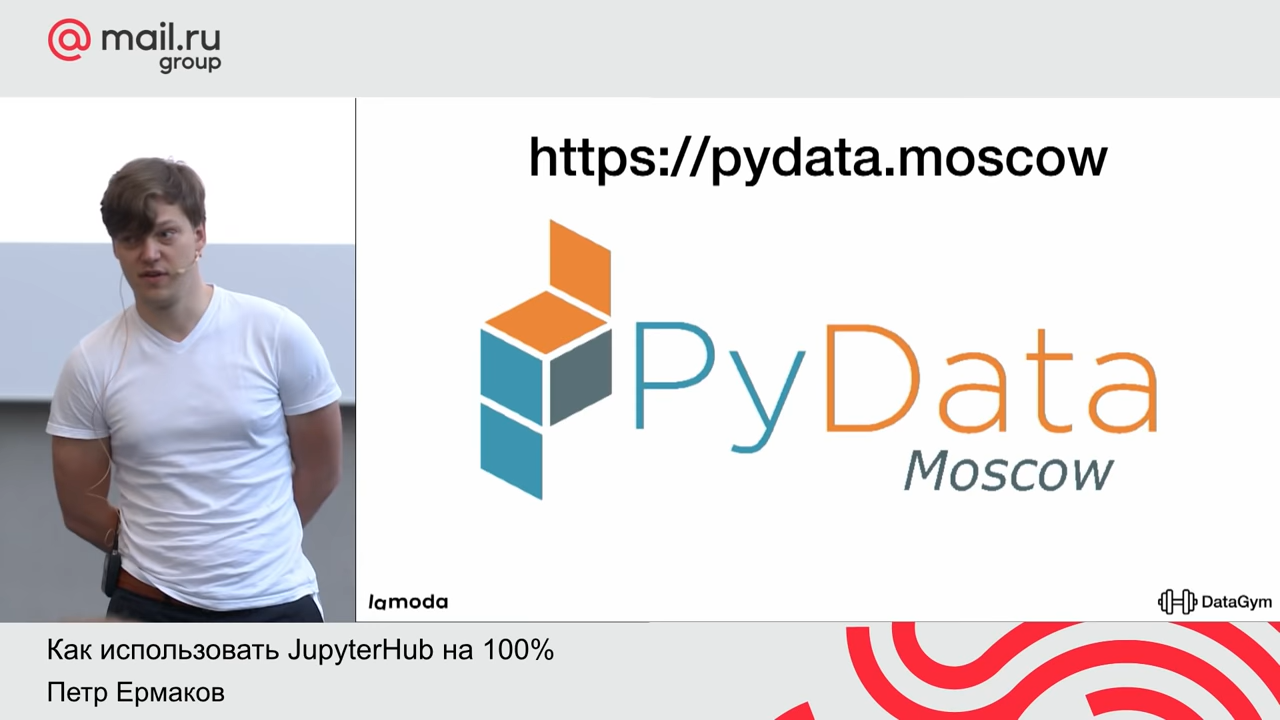 @mail.ru
group
https://pydata.moscow
PyData
Moscow
lamoda
DataGym
Как использовать JupyterHub на 100%
Петр Ермаков